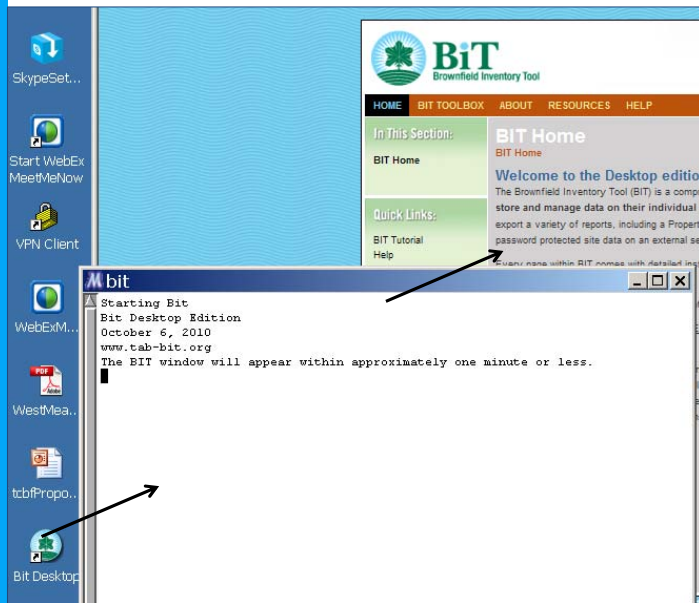 SkypeSet...
Start WebEx
MeetMeNow
VPN Client
WebExM...
PDF
Adobe
WestMea...
tcbfPropo...
Bit Desktop
BiT
Brownfield Inventory Tool
HOME BIT TOOLBOX ABOUT RESOURCES HELP
In This Section:
BIT Home
Quick Links:
BIT Tutorial
Help
BIT Home
BIT Home
Welcome to the Desktop editio
The Brownfield Inventory Tool (BIT) is a comp
store and manage data on their individual
export a variety of reports, including a Propert
password protected site data on an external se
Every page within BIT comes with detailed inst
bit
Starting Bit
Bit Desktop Edition
October 6, 2010
www.tab-bit.org
The BIT window will appear within approximately one minute or less.